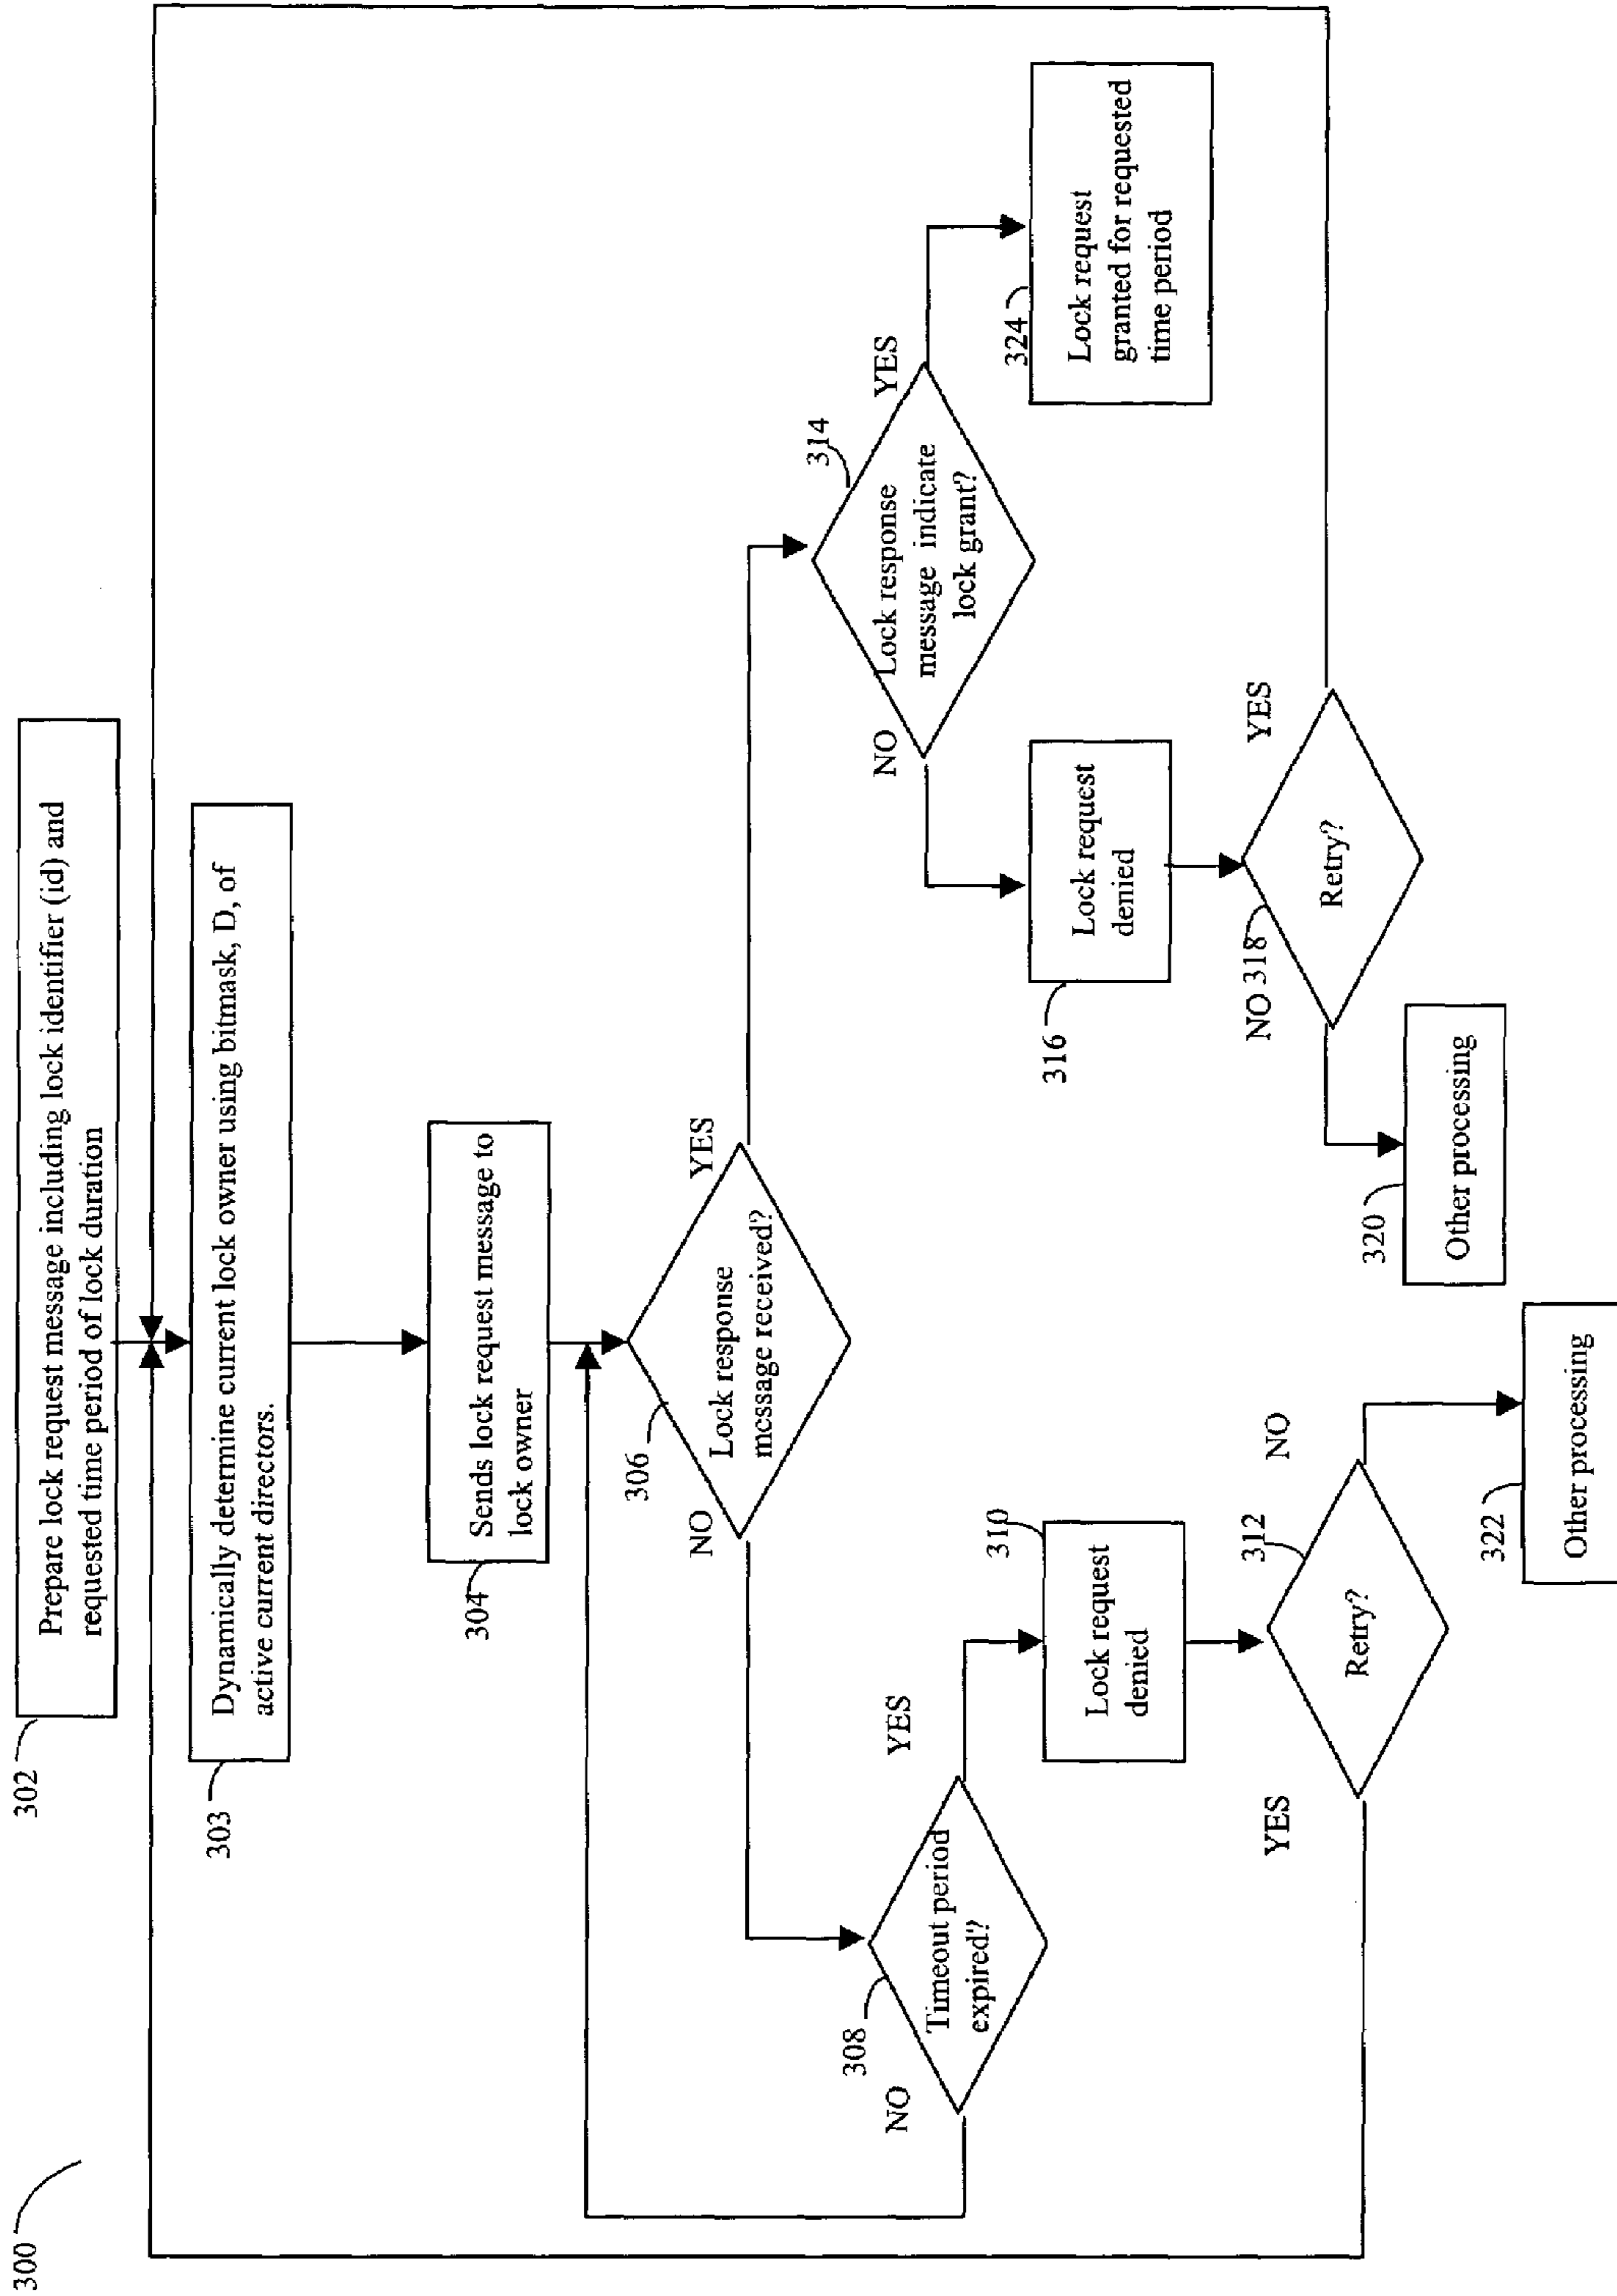 300
302
Prepare lock request message including lock identifier (id) and
requested time period of lock duration
303
Dynamically determine current lock owner using bitmask, D, of
active current directors.
304
Sends lock request message to
lock owner
306
Lock response
message received?
NO
YES
308
Timeout period
expired?
NO
YES
310
Lock request
denied
312
Retry?
YES
NO
322
Other processing
314
Lock response
message indicate
lock grant?
NO
YES
316
Lock request
denied
324
Lock request
granted for requested
time period
NO 318
Retry?
YES
320
Other processing